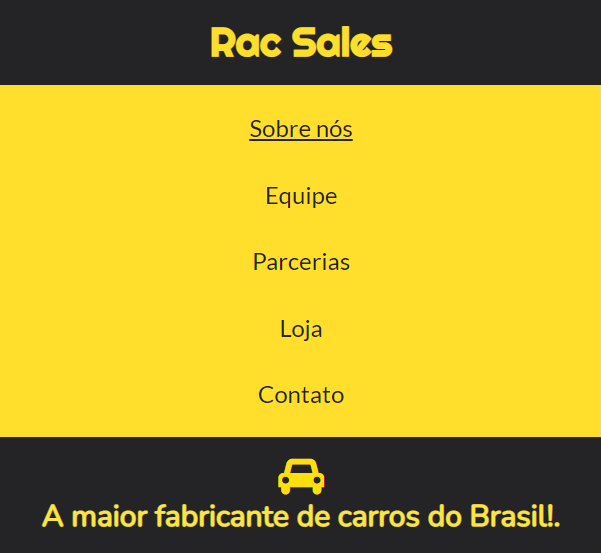 Rac Sales
Sobre nós
Equipe
Parcerias
Loja
Contato
A maior fabricante de carros do Brasil!.